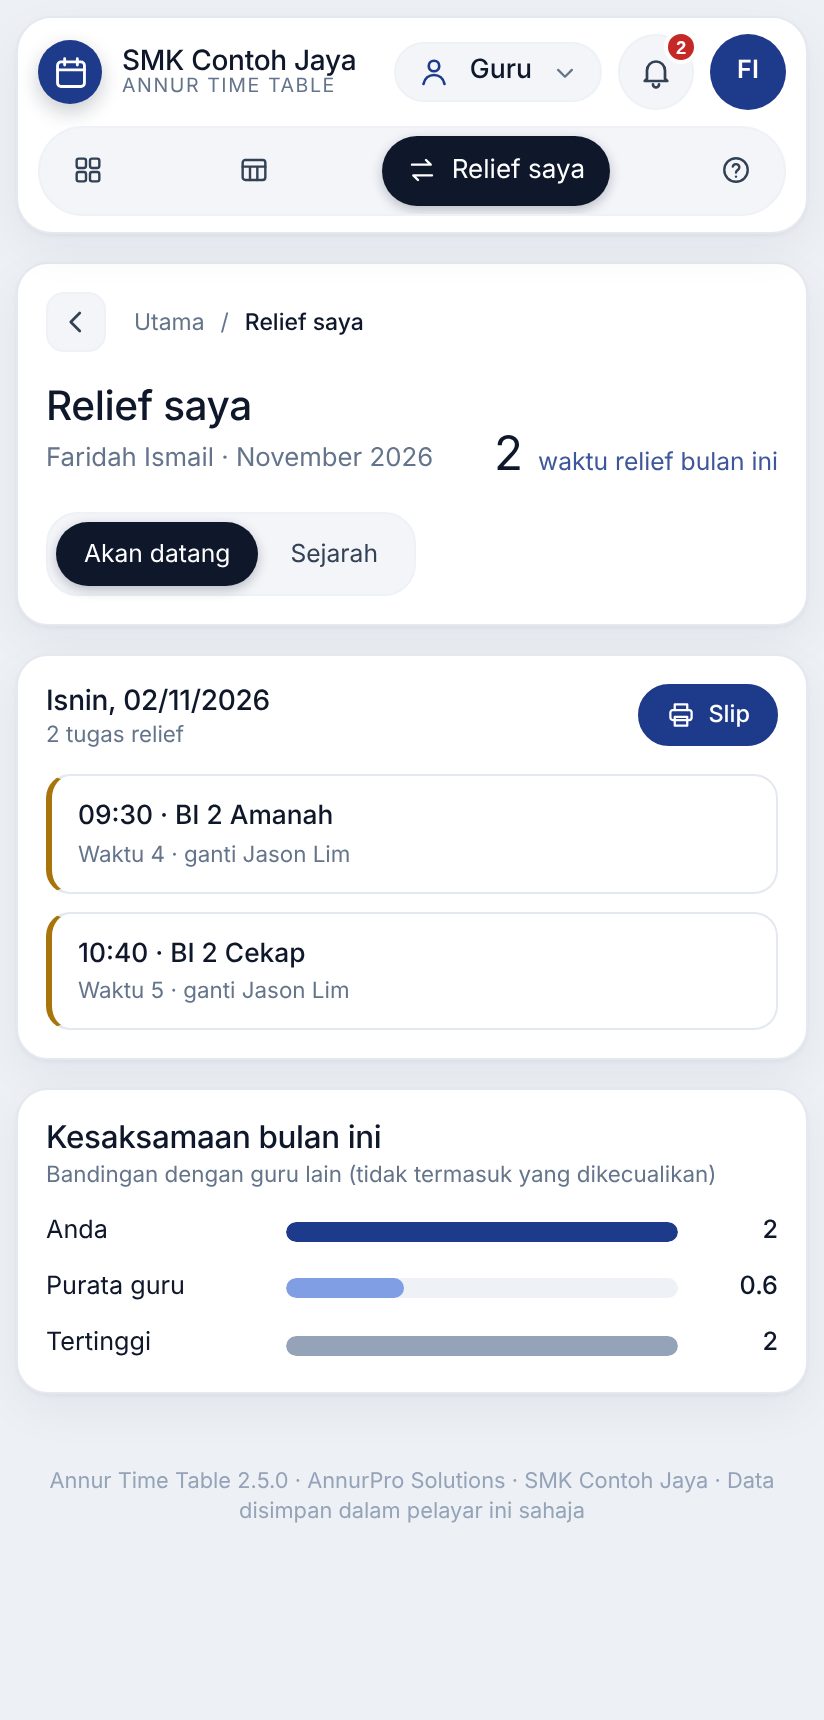 SMK Contoh Jaya
ANNUR TIME TABLE
Guru
2
FI
Relief saya
Utama / Relief saya
Relief saya
Faridah Ismail · November 2026
2 waktu relief bulan ini
Akan datang
Sejarah
Isnin, 02/11/2026
2 tugas relief
Slip
09:30 · BI 2 Amanah
Waktu 4 · ganti Jason Lim
10:40 · BI 2 Cekap
Waktu 5 · ganti Jason Lim
Kesaksamaan bulan ini
Bandingan dengan guru lain (tidak termasuk yang dikecualikan)
Anda 2
Purata guru 0.6
Tertinggi 2
Annur Time Table 2.5.0 · AnnurPro Solutions · SMK Contoh Jaya · Data
disimpan dalam pelayar ini sahaja